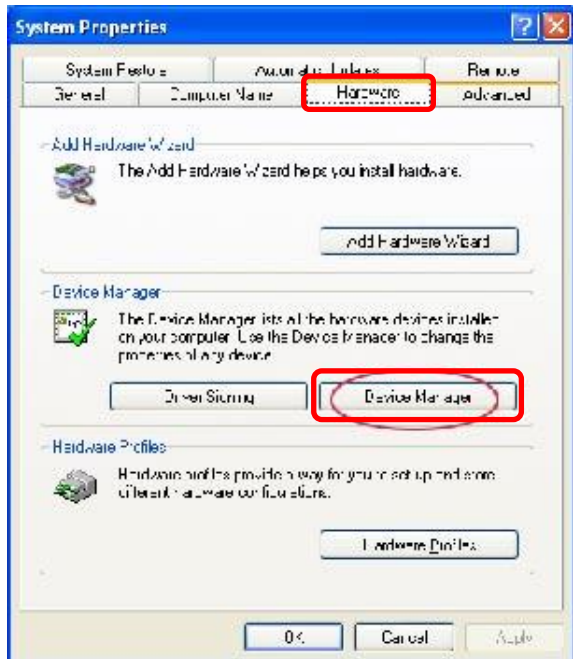 System Properties
System Restore Automatic Updates Remote
General Computer Name Hardware Advanced
Add Hardware Wizard
The Add Hardware Wizard helps you install hardware.
Add Hardware Wizard
Device Manager
The Device Manager lists all the hardware devices installed
on your computer. Use the Device Manager to change the
properties of any device.
Driver Signing Device Manager
Hardware Profiles
Hardware profiles provide a way for you to set up and store
different hardware configurations.
Hardware Profiles
OK Cancel Apply